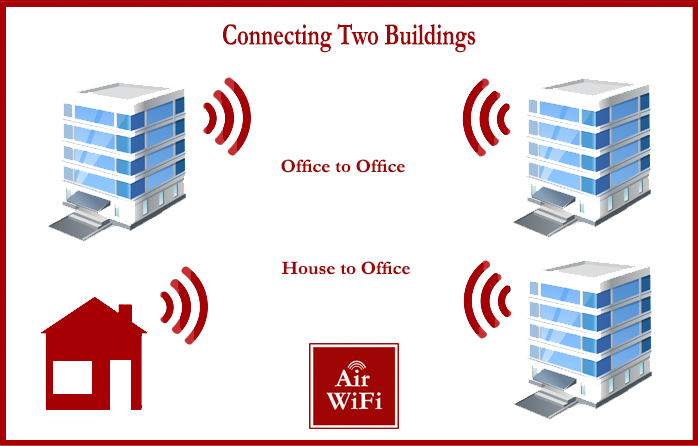 Connecting Two Buildings
Office to Office
House to Office
Air
WiFi